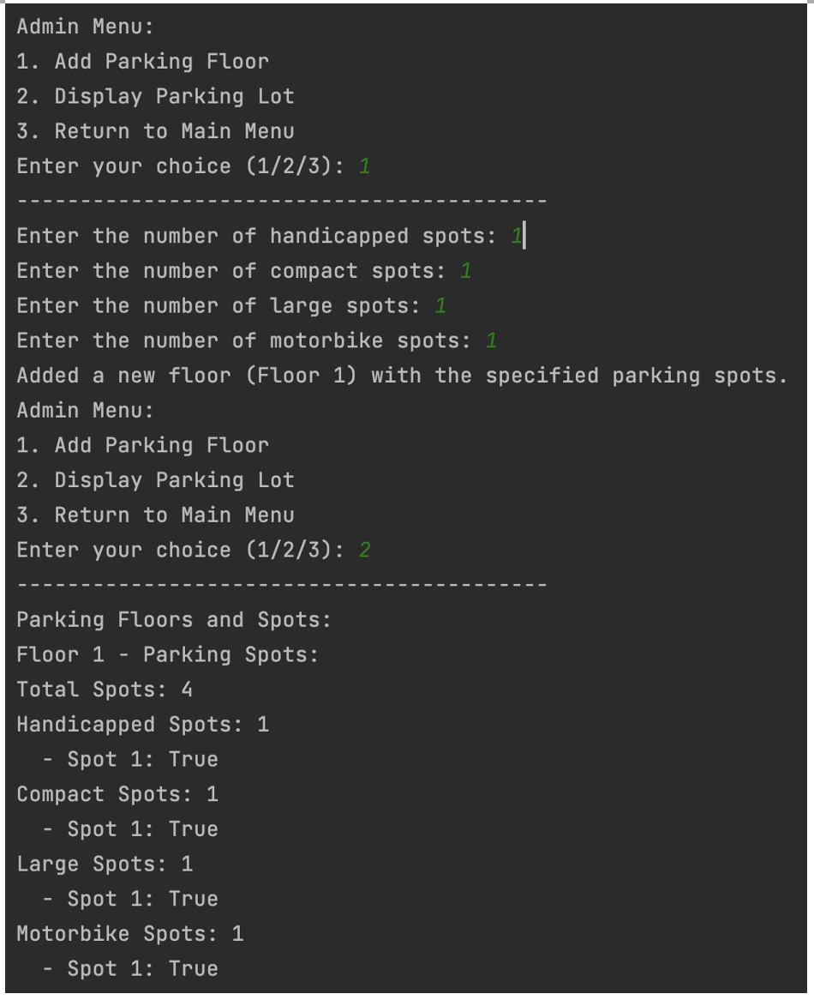 Admin Menu:
1. Add Parking Floor
2. Display Parking Lot
3. Return to Main Menu
Enter your choice (1/2/3): 1
------------------------------------------
Enter the number of handicapped spots: 1
Enter the number of compact spots: 1
Enter the number of large spots: 1
Enter the number of motorbike spots: 1
Added a new floor (Floor 1) with the specified parking spots.
Admin Menu:
1. Add Parking Floor
2. Display Parking Lot
3. Return to Main Menu
Enter your choice (1/2/3): 2
------------------------------------------
Parking Floors and Spots:
Floor 1 - Parking Spots:
Total Spots: 4
Handicapped Spots: 1
  - Spot 1: True
Compact Spots: 1
  - Spot 1: True
Large Spots: 1
  - Spot 1: True
Motorbike Spots: 1
  - Spot 1: True